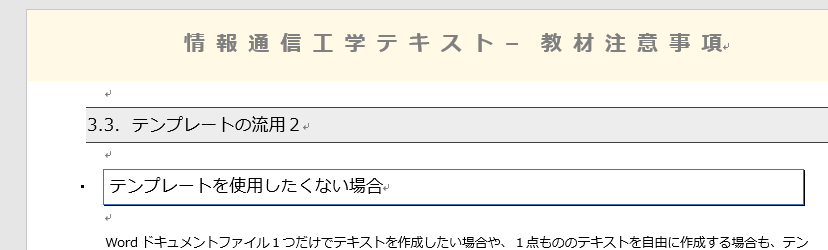 情報通信工学テキスト– 教材注意事項
3.3. テンプレートの流用２
テンプレートを使用したくない場合
Word ドキュメントファイル１つだけでテキストを作成したい場合や、１点もののテキストを自由に作成する場合も、テン